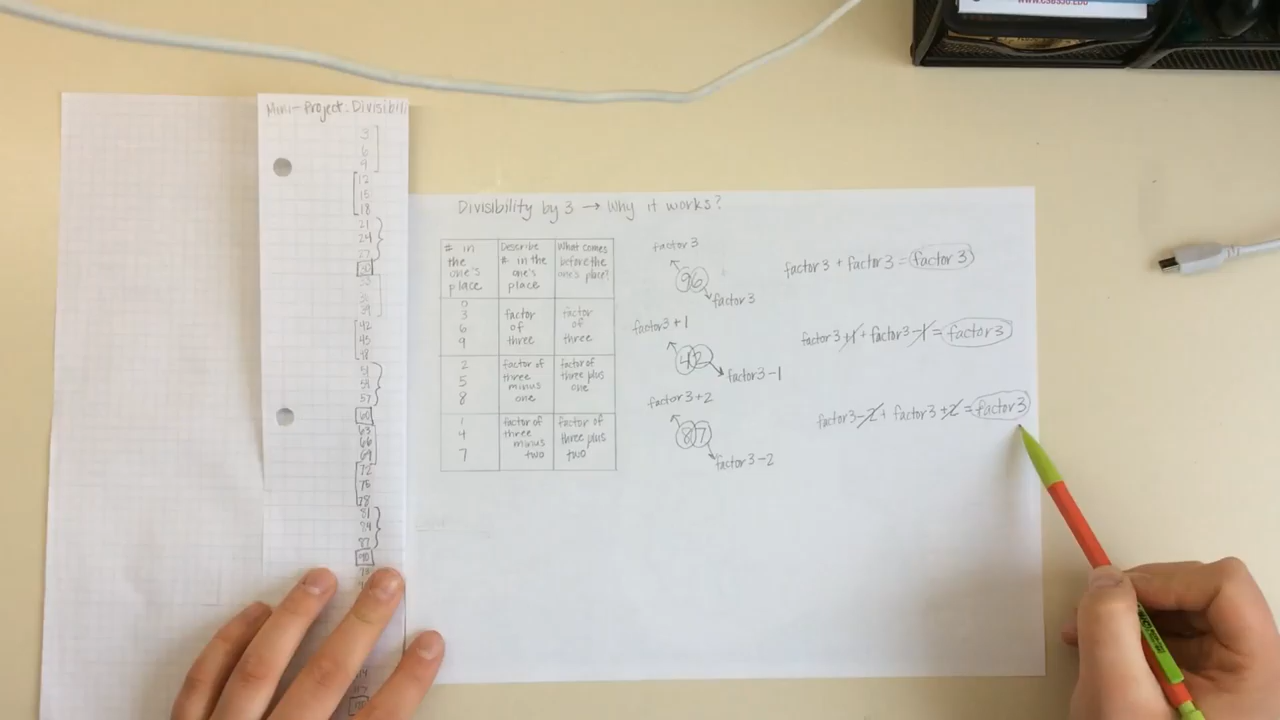 WWW.CSBSJU.EDU
Mini-Project: Divisibili
3
6
9
12
15
18
21
24
27
30
33
36
39
42
45
48
51
54
57
60
63
66
69
72
75
78
81
84
87
90
Divisibility by 3 → Why it works?
# in the one's place
Describe # in the one's place
What comes before the one's place?
0
3
6
9
factor of three
factor of three
2
5
8
factor of three minus one
factor of three plus one
1
4
7
factor of three minus two
factor of three plus two
factor 3
96
factor 3
factor 3 + 1
42
factor 3 - 1
factor 3 + 2
87
factor 3 - 2
factor 3 + factor 3 = factor 3
factor 3 + 1 + factor 3 - 1 = factor 3
factor 3 - 2 + factor 3 + 2 = factor 3